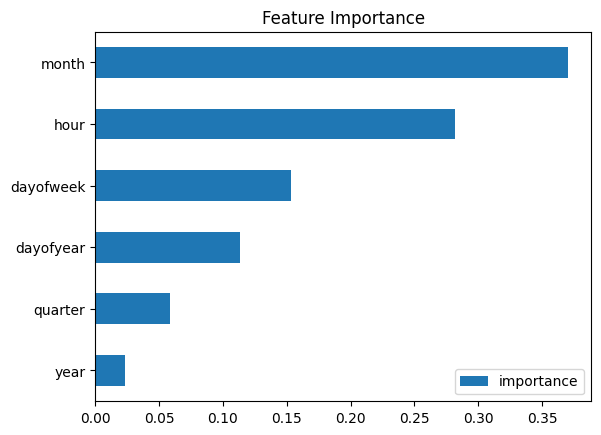 Feature Importance
month
hour
dayofweek
dayofyear
quarter
year
importance
0.00 0.05 0.10 0.15 0.20 0.25 0.30 0.35